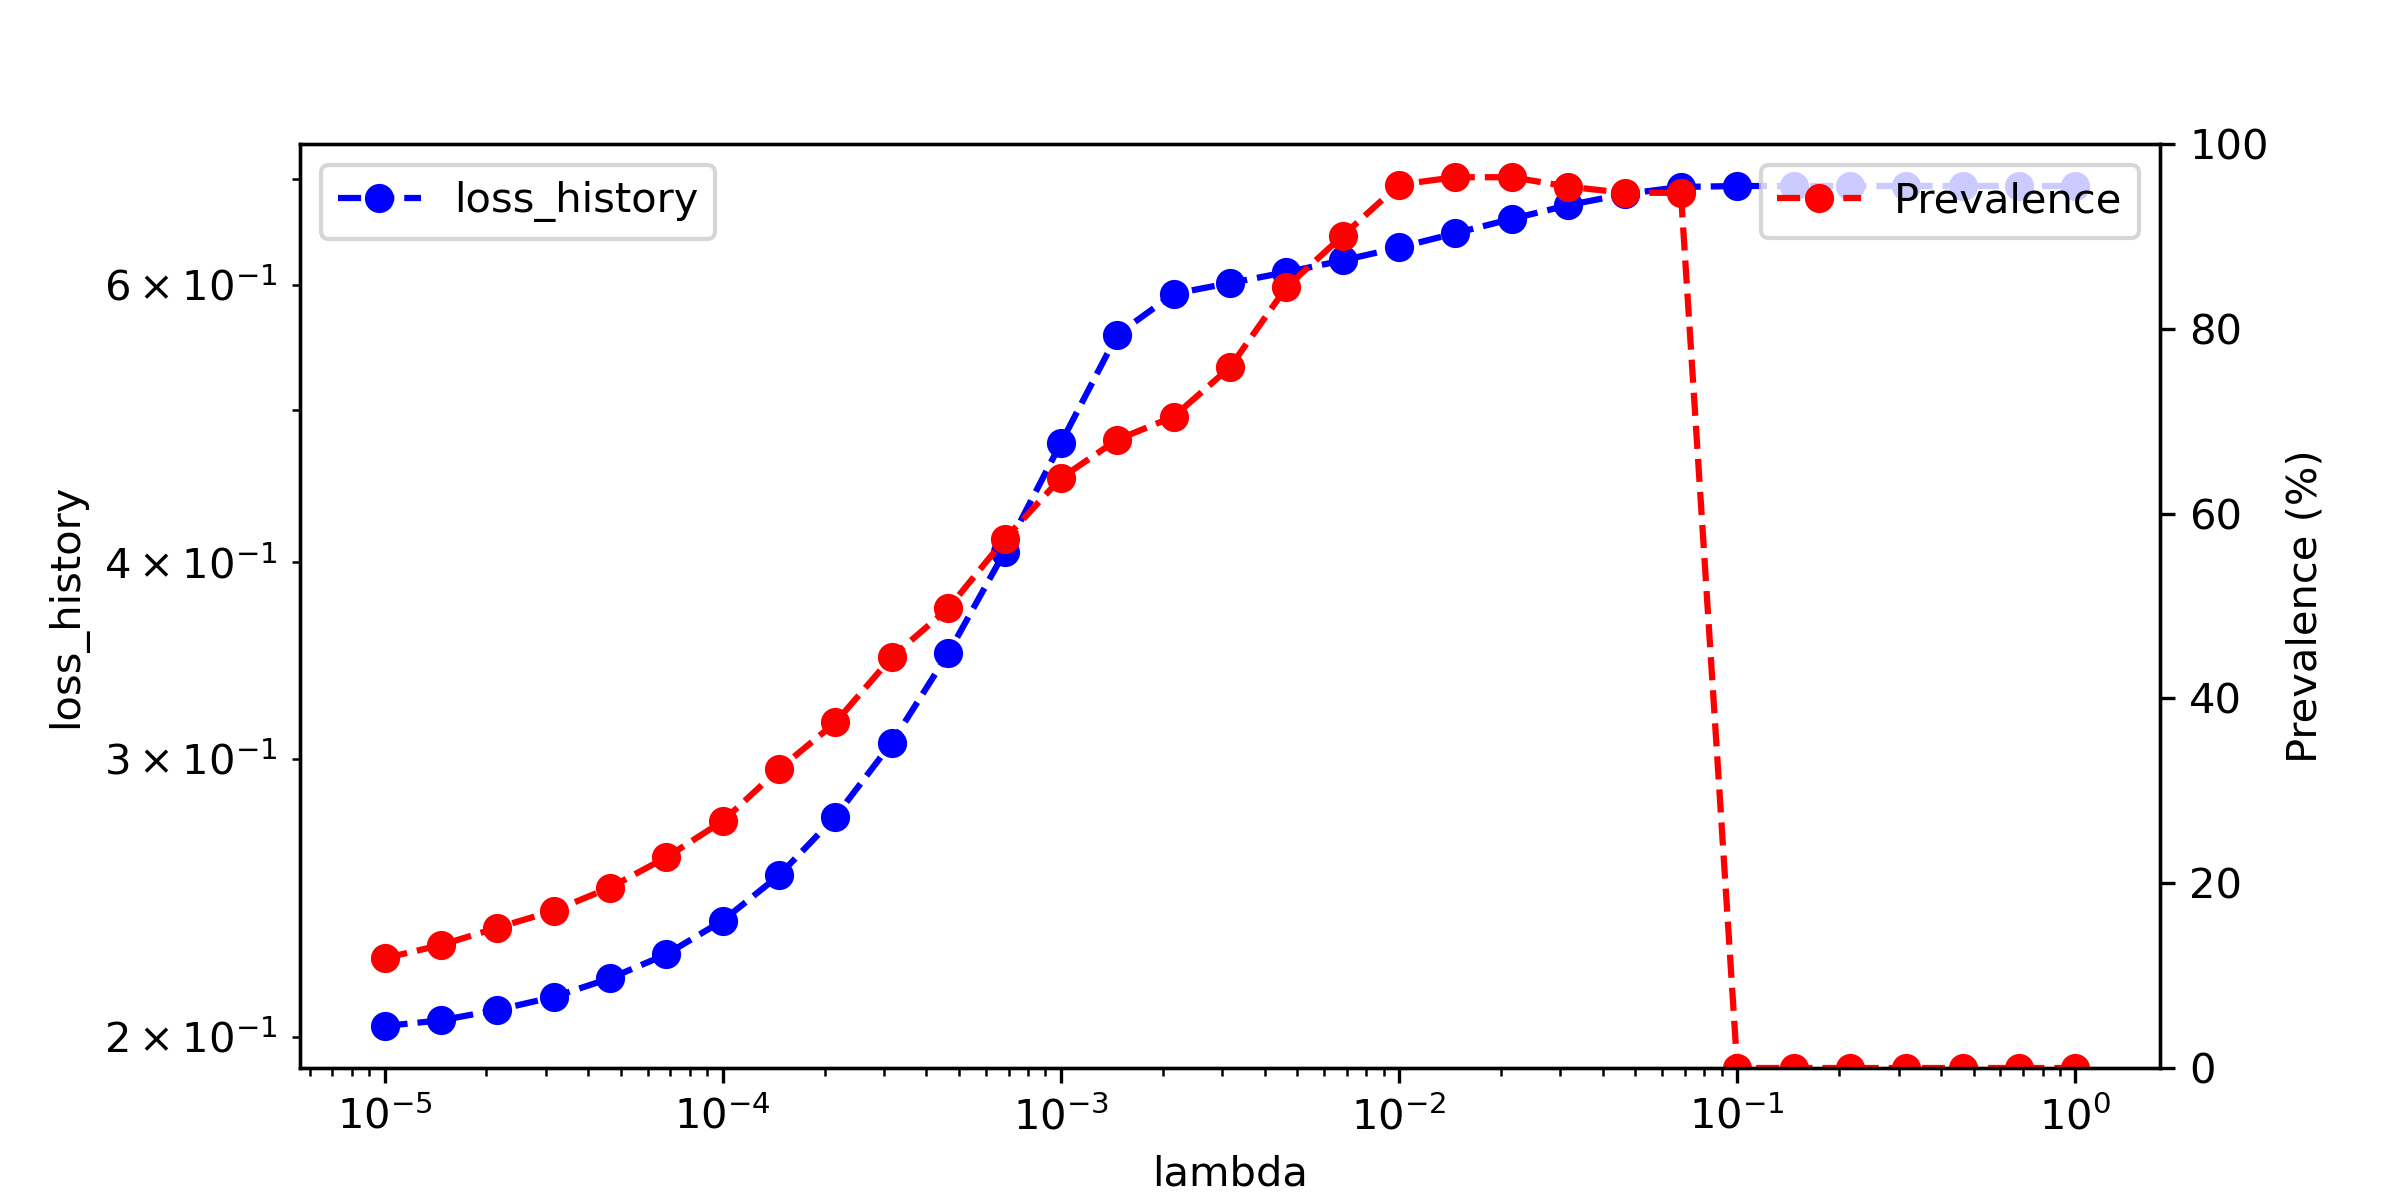 loss_history
Prevalence
6 × 10⁻¹
4 × 10⁻¹
3 × 10⁻¹
2 × 10⁻¹
loss_history
100
80
60
40
20
0
Prevalence (%)
10⁻⁵ 10⁻⁴ 10⁻³ 10⁻² 10⁻¹ 10⁰
lambda